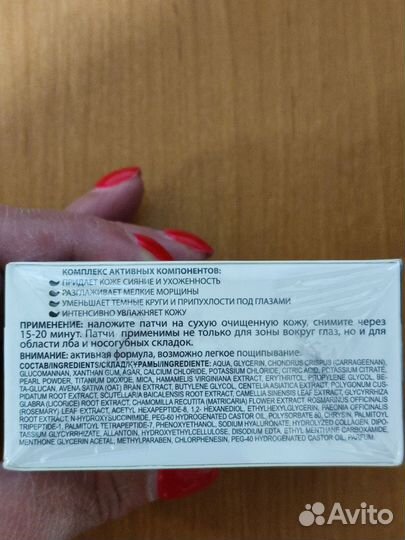 КОМПЛЕКС АКТИВНЫХ КОМПОНЕНТОВ:
ПРИДАЕТ КОЖЕ СИЯНИЕ И УХОЖЕННОСТЬ
РАЗГЛАЖИВАЕТ МЕЛКИЕ МОРЩИНЫ
УМЕНЬШАЕТ ТЕМНЫЕ КРУГИ И ПРИПУХЛОСТИ ПОД ГЛАЗАМИ
ИНТЕНСИВНО УВЛАЖНЯЕТ КОЖУ
ПРИМЕНЕНИЕ: наложите патчи на сухую очищенную кожу, снимите через
15-20 минут. Патчи применимы не только для зоны вокруг глаз, но и для
области лба и носогубных складок.
ВНИМАНИЕ: активная формула, возможно легкое пощипывание.
СОСТАВ/INGREDIENTS/СКЛАД/ҚҰРАМЫ/INGREDIENTE: AQUA, GLYCERIN, CHONDRUS CRISPUS (CARRAGEENAN),
GLUCOMANNAN, XANTHAN GUM, AGAR, CALCIUM CHLORIDE, POTASSIUM CHLORIDE, CITRIC ACID, POTASSIUM CITRATE,
PEARL POWDER, TITANIUM DIOXIDE, MICA, HAMAMELIS VIRGINIANA EXTRACT, ERYTHRITOL, PROPYLENE GLYCOL, BE-
TAINE, AVENA SATIVA (OAT) BRAN EXTRACT, BUTYLENE GLYCOL, CENTELLA ASIATICA EXTRACT, POLYGONUM CUS-
PIDATUM ROOT EXTRACT, SCUTELLARIA BAICALENSIS ROOT EXTRACT, CAMELLIA SINENSIS LEAF EXTRACT, GLYCYRRHIZA
GLABRA (LICORICE) ROOT EXTRACT, CHAMOMILLA RECUTITA (MATRICARIA) FLOWER EXTRACT, ROSMARINUS OFFICINALIS
(ROSEMARY) LEAF EXTRACT, ACETYL HEXAPEPTIDE-8, 1,2- HEXANEDIOL, ETHYLHEXYLGLYCERIN, PAEONIA OFFICINALIS
ROOT EXTRACT, N-HYDROXYSUCCINIMIDE, PEG-60 HYDROGENATED CASTOR OIL, POLYSORBATE 80, CHRYSIN, PALMITOYL
TRIPEPTIDE-1, PALMITOYL TETRAPEPTIDE-7, PHENOXYETHANOL, SODIUM HYALURONATE, HYDROLYZED COLLAGEN, DIPO-
TASSIUM GLYCYRRHIZATE, ALLANTOIN, HYDROXYETHYLCELLULOSE, DISODIUM EDTA, ETHYL MENTHANE CARBOXAMIDE,
MENTHONE GLYCERIN ACETAL, METHYLPARABEN, CHLORPHENESIN, PEG-40 HYDROGENATED CASTOR OIL, PARFUM.
Avito